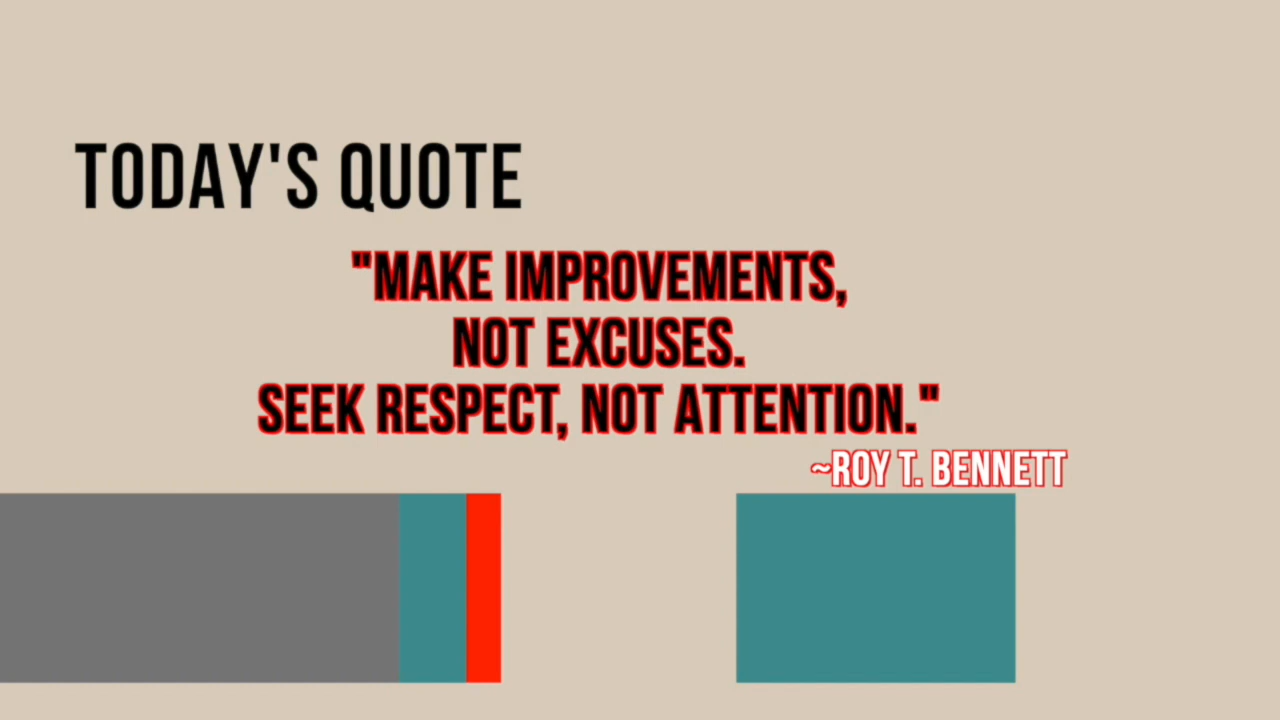 TODAY'S QUOTE
"MAKE IMPROVEMENTS,
NOT EXCUSES.
SEEK RESPECT, NOT ATTENTION."
~ROY T. BENNETT